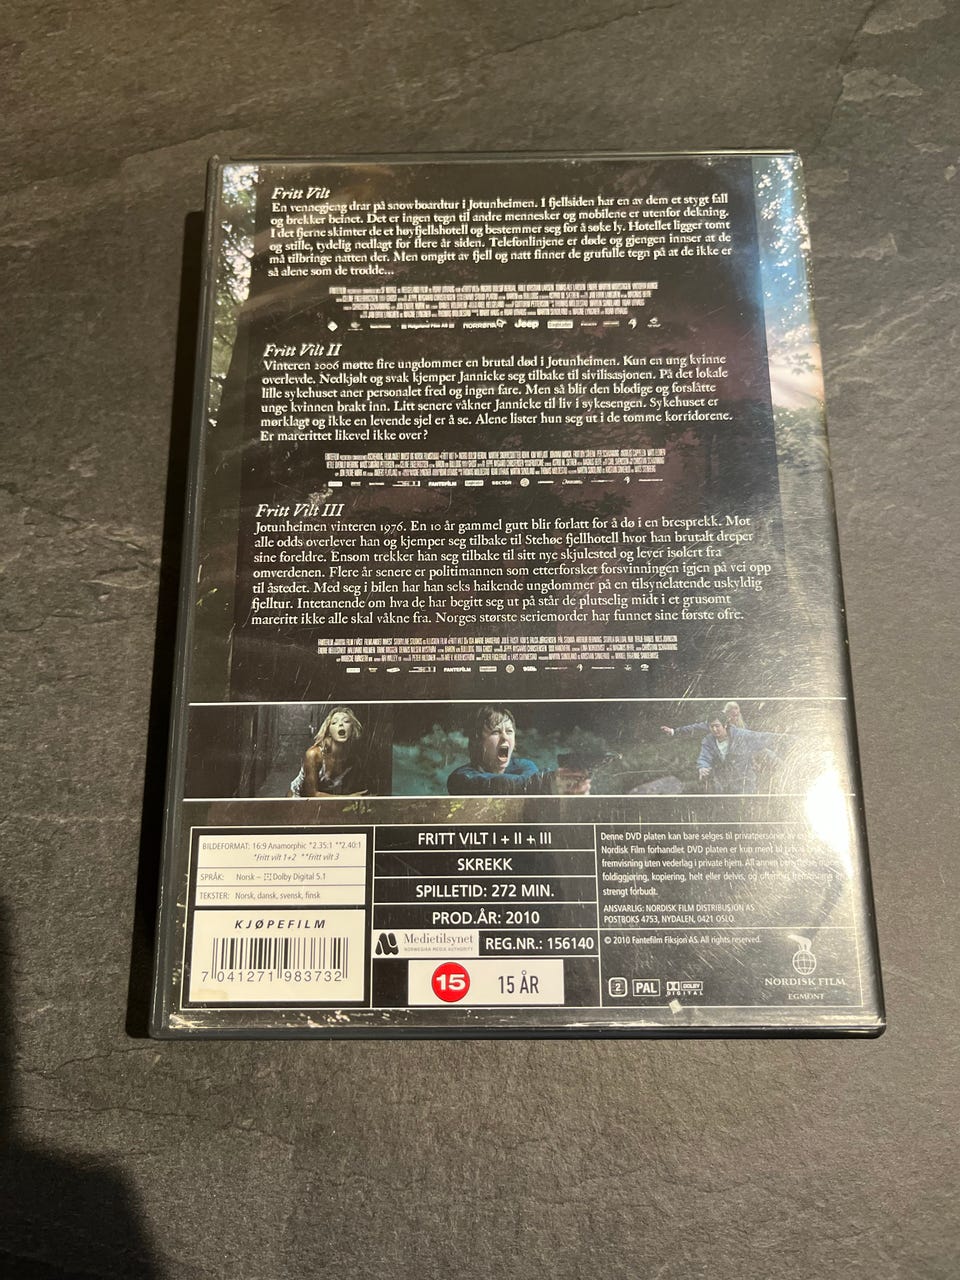 Fritt Vilt
En vennegjeng drar på snowboardtur i Jotunheimen. I fjellsiden har en av dem et stygt fall
og brekker beinet. Det er ingen tegn til andre mennesker og mobilene er utenfor dekning.
I det fjerne skimter de et høyfjellshotell og bestemmer seg for å søke ly. Hotellet ligger tomt
og stille, tydelig nedlagt for flere år siden. Telefonlinjene er døde og gjengen innser at de
må tilbringe natten der. Men omgitt av fjell og natt finner de grufulle tegn på at de ikke er
så alene som de trodde...
NORRØNA Jeep
Fritt Vilt II
Vinteren 2006 møtte fire ungdommer en brutal død i Jotunheimen. Kun en ung kvinne
overlevde. Nedkjølt og svak kjemper Jannicke seg tilbake til sivilisasjonen. På det lokale
lille sykehuset aner personalet fred og ingen fare. Men så blir den blodige og forslåtte
unge kvinnen brakt inn. Litt senere våkner Jannicke til liv i sykesengen. Sykehuset er
mørklagt og ikke en levende sjel er å se. Alene lister hun seg ut i de tomme korridorene.
Er marerittet likevel ikke over?
FANTEFILM
Fritt Vilt III
Jotunheimen vinteren 1976. En 10 år gammel gutt blir forlatt for å dø i en bresprekk. Mot
alle odds overlever han og kjemper seg tilbake til Stehøe fjellhotell hvor han brutalt dreper
sine foreldre. Ensom trekker han seg tilbake til sitt nye skjulested og lever isolert fra
omverdenen. Flere år senere er politimannen som etterforsket forsvinningen igjen på vei opp
til åstedet. Med seg i bilen har han seks haikende ungdommer på en tilsynelatende uskyldig
fjelltur. Intetanende om hva de har begitt seg ut på står de plutselig midt i et grusomt
mareritt ikke alle skal våkne fra. Norges største seriemorder har funnet sine første ofre.
FANTEFILM
BILDEFORMAT: 16:9 Anamorphic *2.35:1 **2.40:1
*Fritt vilt 1+2 **Fritt vilt 3
SPRÅK: Norsk – Dolby Digital 5.1
TEKSTER: Norsk, dansk, svensk, finsk
KJØPEFILM
7 041271 983732
FRITT VILT I + II + III
SKREKK
SPILLETID: 272 MIN.
PROD.ÅR: 2010
Medietilsynet
NORWEGIAN MEDIA AUTHORITY
REG.NR.: 156140
15
15 ÅR
Denne DVD platen kan bare selges til privatpersoner av en
Nordisk Film forhandler. DVD platen er kun ment til privat
fremvisning uten vederlag i private hjem. All annen
foldiggjøring, kopiering, helt eller delvis, og offentlig fremvisning er
strengt forbudt.
ANSVARLIG: NORDISK FILM DISTRIBUSJON AS
POSTBOKS 4753, NYDALEN, 0421 OSLO.
© 2010 Fantefilm Fiksjon AS. All rights reserved.
2 PAL DOLBY DIGITAL
NORDISK FILM
EGMONT